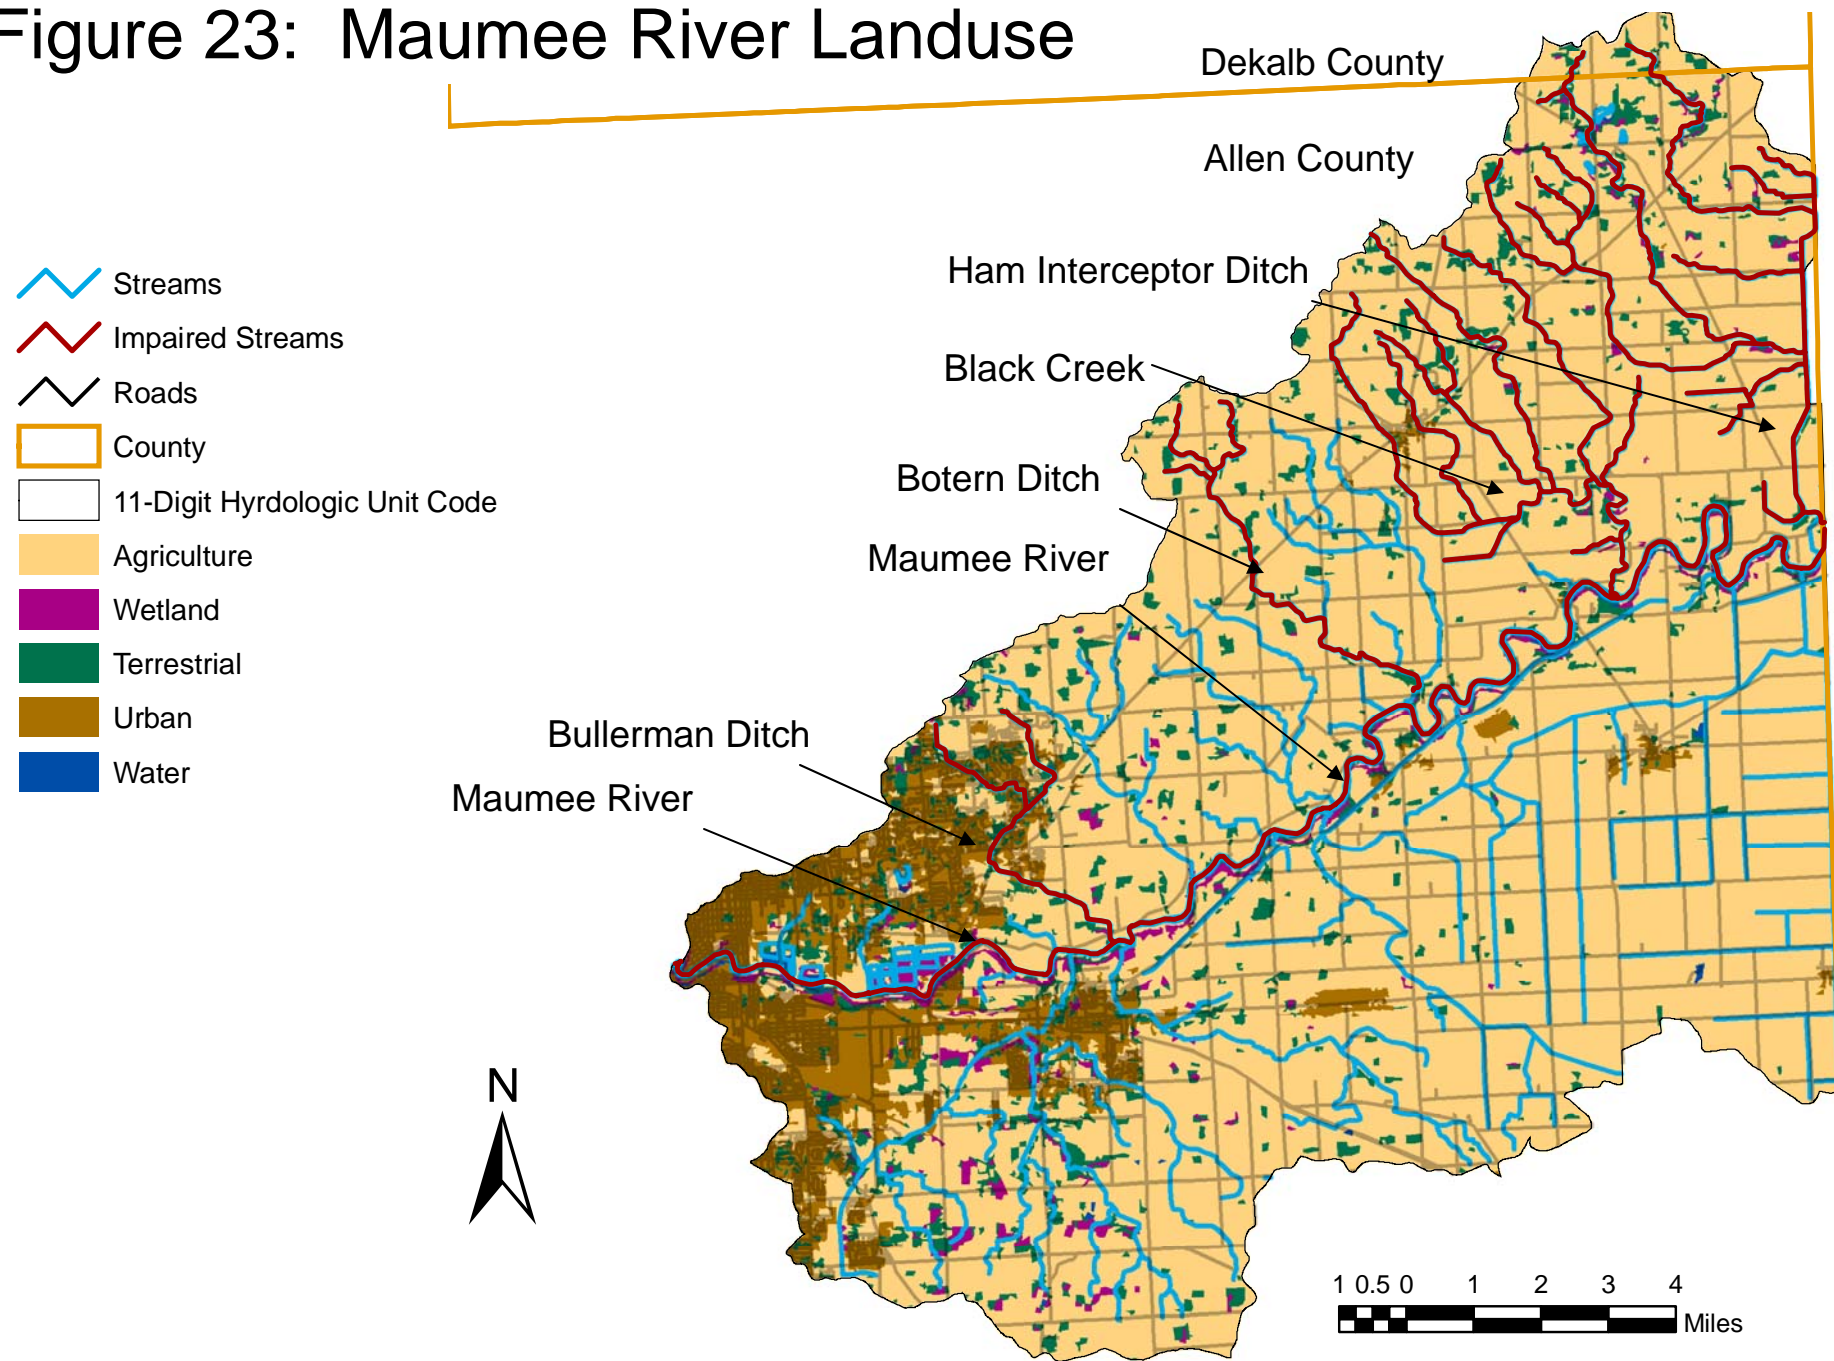 Figure 23: Maumee River Landuse
Dekalb County
Allen County
Ham Interceptor Ditch
Black Creek
Botern Ditch
Maumee River
Bullerman Ditch
Maumee River
Streams
Impaired Streams
Roads
County
11-Digit Hyrdologic Unit Code
Agriculture
Wetland
Terrestrial
Urban
Water
N
1 0.5 0 1 2 3 4
Miles